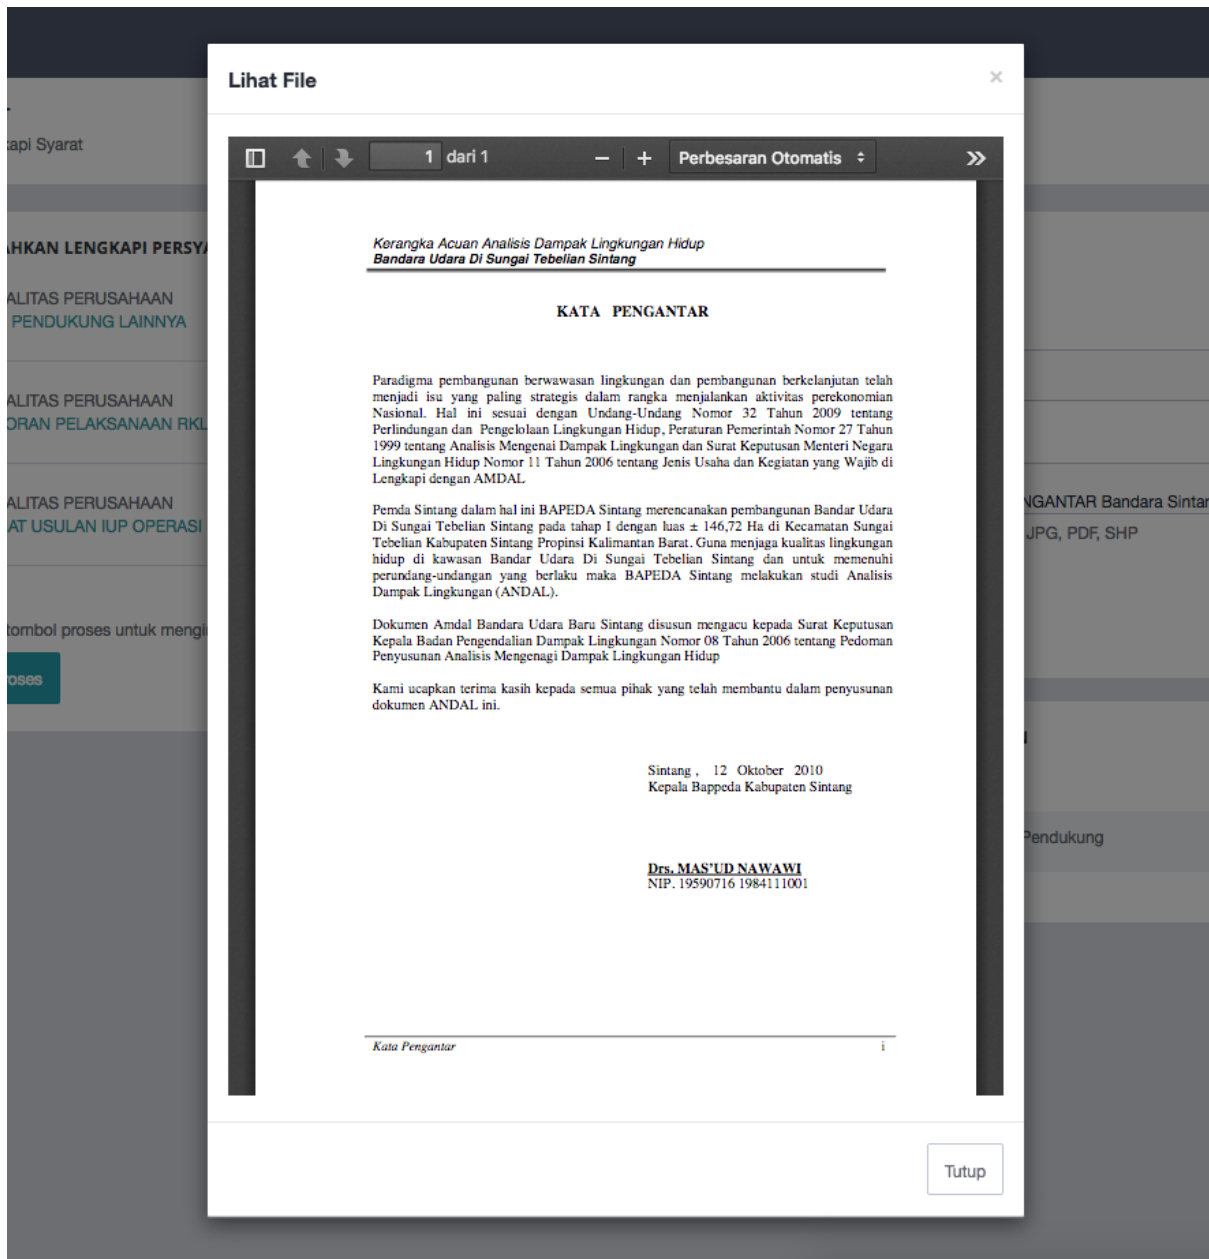 Lihat File
×
api Syarat
AHKAN LENGKAPI PERSYA
ALITAS PERUSAHAAN
PENDUKUNG LAINNYA
ALITAS PERUSAHAAN
ORAN PELAKSANAAN RKL
ALITAS PERUSAHAAN
AT USULAN IUP OPERASI
tombol proses untuk mengi
roses
1 dari 1
Perbesaran Otomatis
Kerangka Acuan Analisis Dampak Lingkungan Hidup
Bandara Udara Di Sungai Tebelian Sintang
KATA PENGANTAR
Paradigma pembangunan berwawasan lingkungan dan pembangunan berkelanjutan telah
menjadi isu yang paling strategis dalam rangka menjalankan aktivitas perekonomian
Nasional. Hal ini sesuai dengan Undang-Undang Nomor 32 Tahun 2009 tentang
Perlindungan dan Pengelolaan Lingkungan Hidup, Peraturan Pemerintah Nomor 27 Tahun
1999 tentang Analisis Mengenai Dampak Lingkungan dan Surat Keputusan Menteri Negara
Lingkungan Hidup Nomor 11 Tahun 2006 tentang Jenis Usaha dan Kegiatan yang Wajib di
Lengkapi dengan AMDAL
Pemda Sintang dalam hal ini BAPEDA Sintang merencanakan pembangunan Bandar Udara
Di Sungai Tebelian Sintang pada tahap I dengan luas ± 146,72 Ha di Kecamatan Sungai
Tebelian Kabupaten Sintang Propinsi Kalimantan Barat. Guna menjaga kualitas lingkungan
hidup di kawasan Bandar Udara Di Sungai Tebelian Sintang dan untuk memenuhi
perundang-undangan yang berlaku maka BAPEDA Sintang melakukan studi Analisis
Dampak Lingkungan (ANDAL).
Dokumen Amdal Bandara Udara Baru Sintang disusun mengacu kepada Surat Keputusan
Kepala Badan Pengendalian Dampak Lingkungan Nomor 08 Tahun 2006 tentang Pedoman
Penyusunan Analisis Mengenagi Dampak Lingkungan Hidup
Kami ucapkan terima kasih kepada semua pihak yang telah membantu dalam penyusunan
dokumen ANDAL ini.
Sintang , 12 Oktober 2010
Kepala Bappeda Kabupaten Sintang
Drs. MAS'UD NAWAWI
NIP. 19590716 1984111001
Kata Pengantar i
NGANTAR Bandara Sintan
JPG, PDF, SHP
Pendukung
Tutup